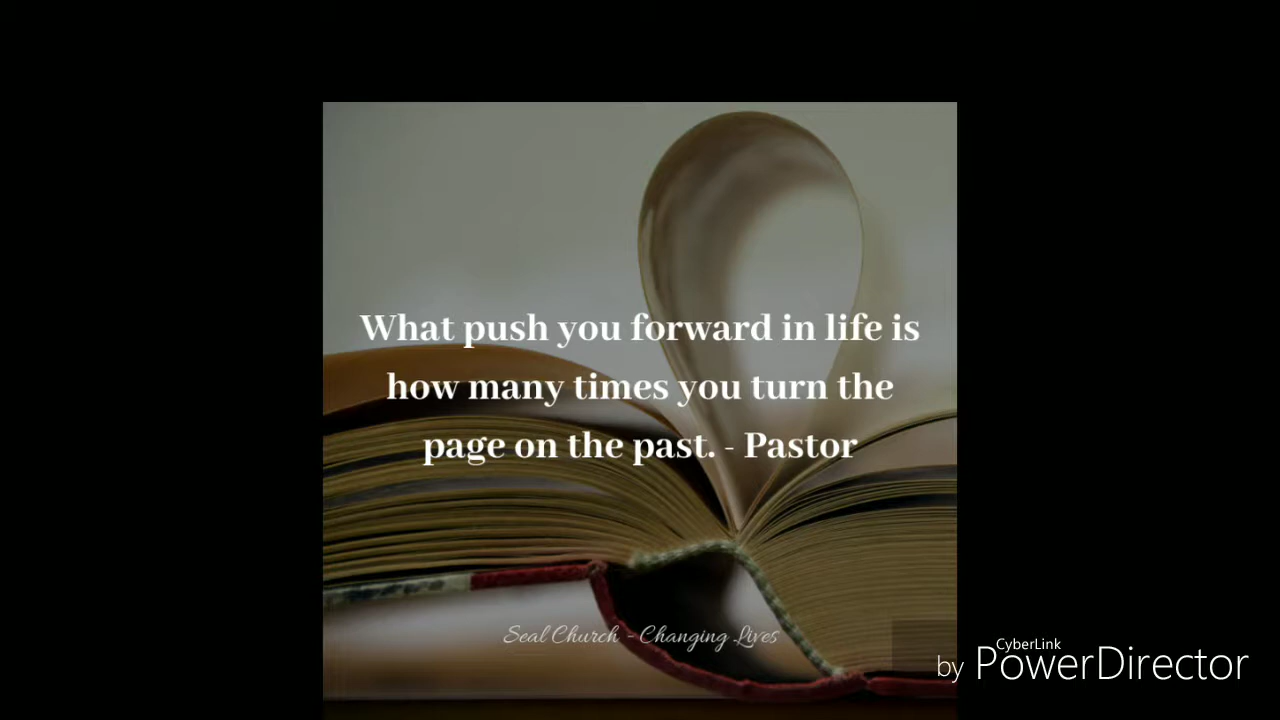 What push you forward in life is
how many times you turn the
page on the past. - Pastor
Seal Church - Changing Lives
CyberLink
by PowerDirector